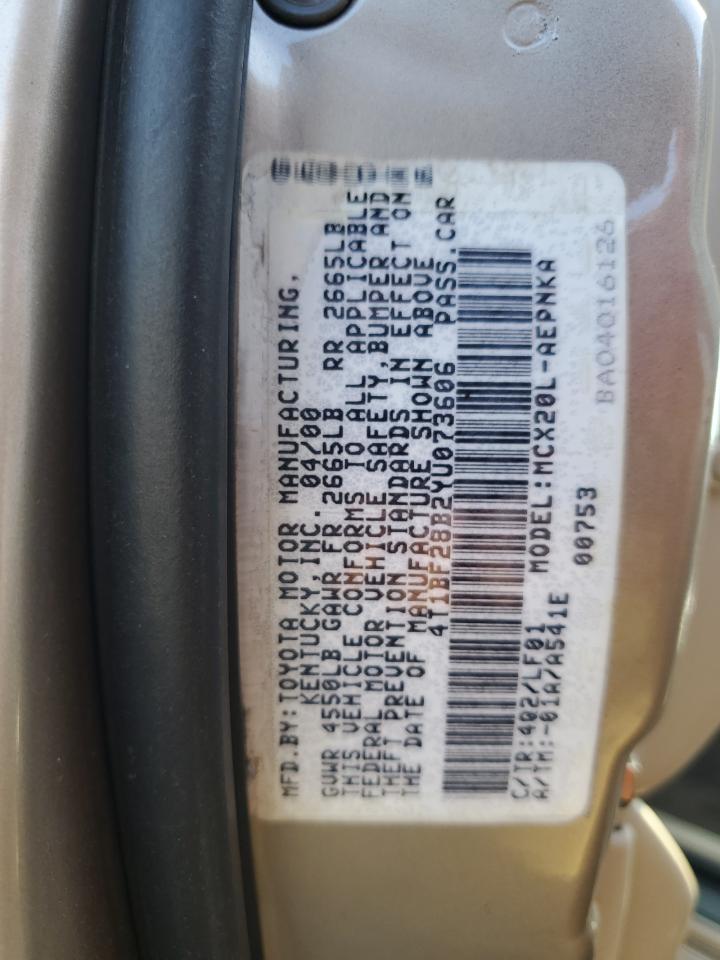 MFD.BY:TOYOTA MOTOR MANUFACTURING,
KENTUCKY,INC. 04/00
GVWR 4550LB GAWR FR 2665LB RR 2665LB
THIS VEHICLE CONFORMS TO ALL APPLICABLE
FEDERAL MOTOR VEHICLE SAFETY,BUMPER AND
THEFT PREVENTION STANDARDS IN EFFECT ON
THE DATE OF MANUFACTURE SHOWN ABOVE
4T1BF28B2YU073606 PASS.CAR
C/TR:402/LF01 MODEL:MCX20L-AEPNKA
A/TM:-01A/A541E 00753
BA04016126